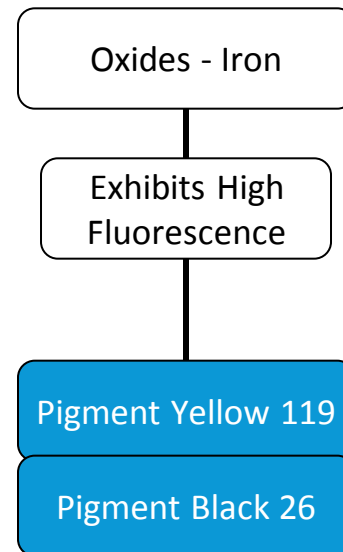 Oxides - Iron
Exhibits High
Fluorescence
Pigment Yellow 119
Pigment Black 26